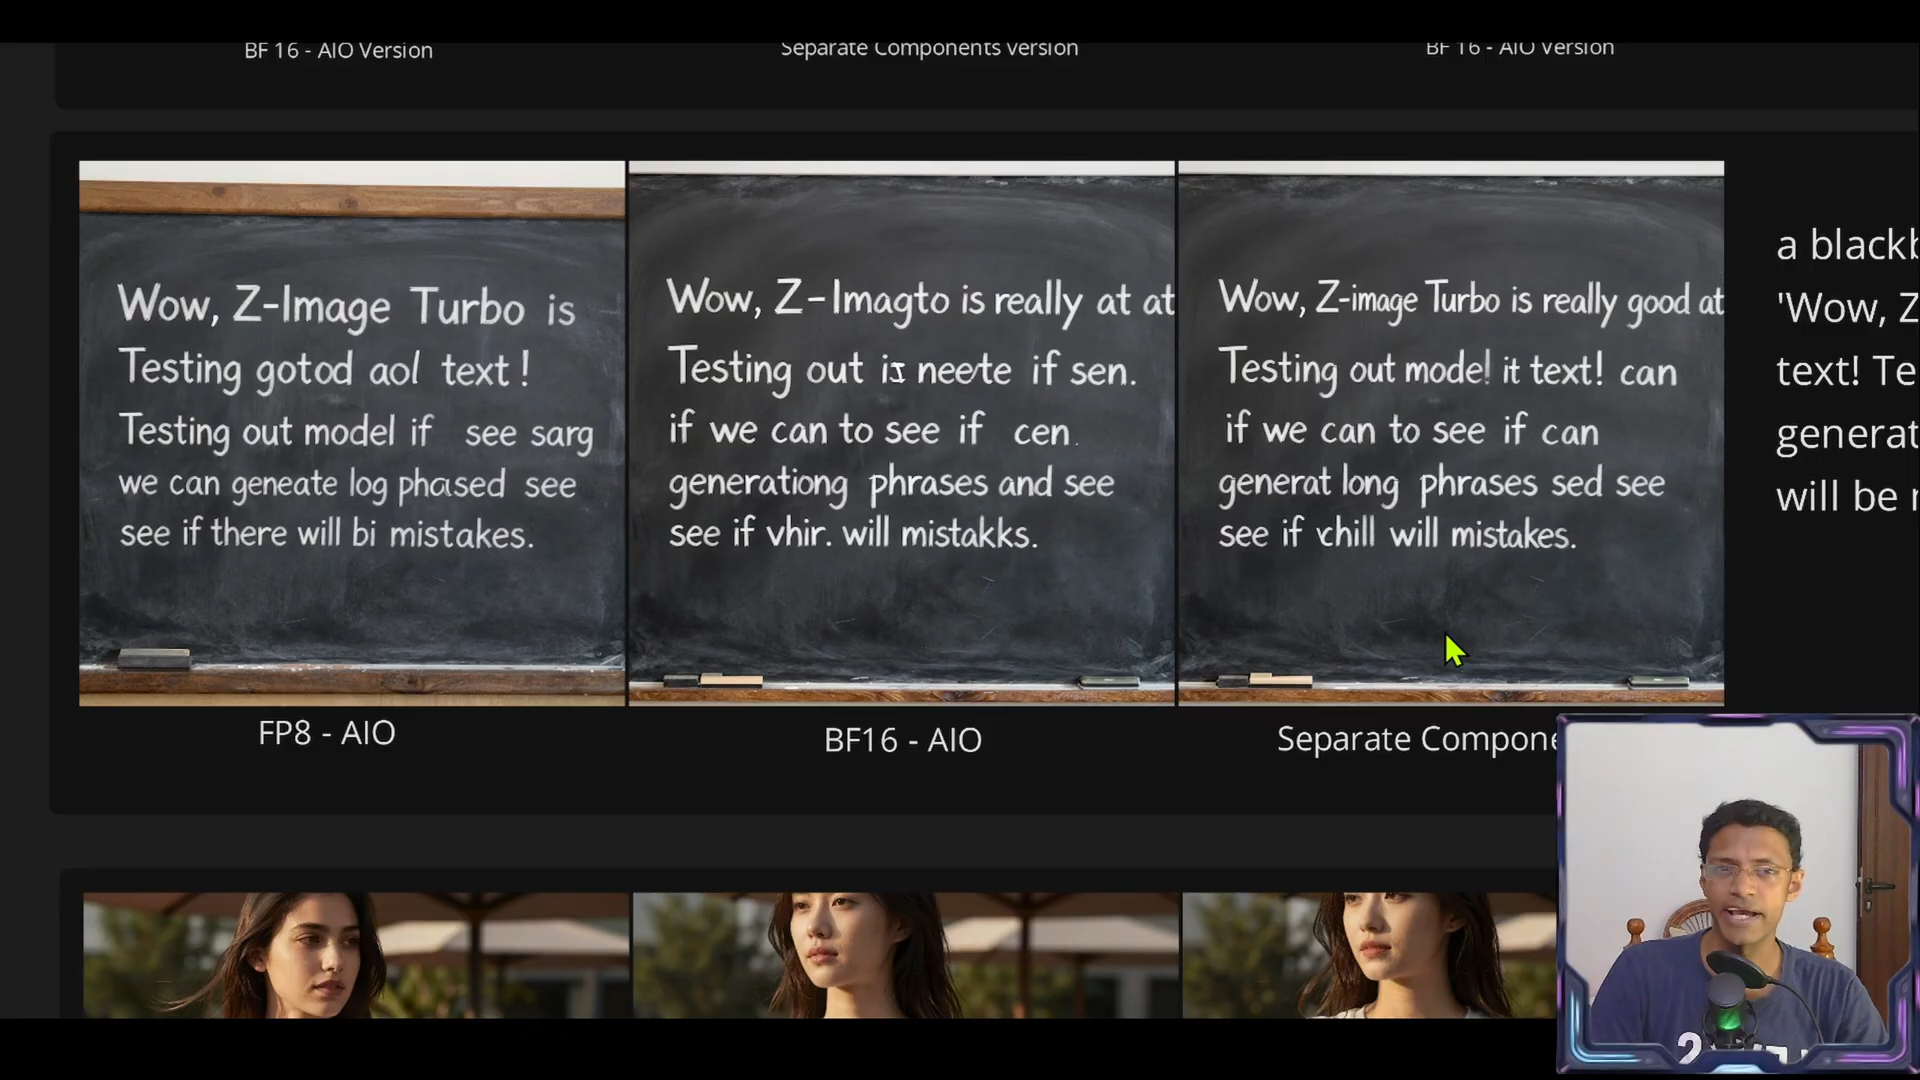 BF 16 - AIO Version
Separate Components version
BF 16 - AIO Version
Wow, Z-Image Turbo is
Testing gotod aol text!
Testing out model if see sarg
we can geneate log phased see
see if there will bi mistakes.
Wow, Z-Imagto is really at at
Testing out is neete if sen.
if we can to see if cen.
generationg phrases and see
see if vhir. will mistakks.
Wow, Z-image Turbo is really good at
Testing out model it text! can
if we can to see if can
generat long phrases sed see
see if chill will mistakes.
a blackb
'Wow, Z
text! Te
generat
will be
FP8 - AIO
BF16 - AIO
Separate Compone